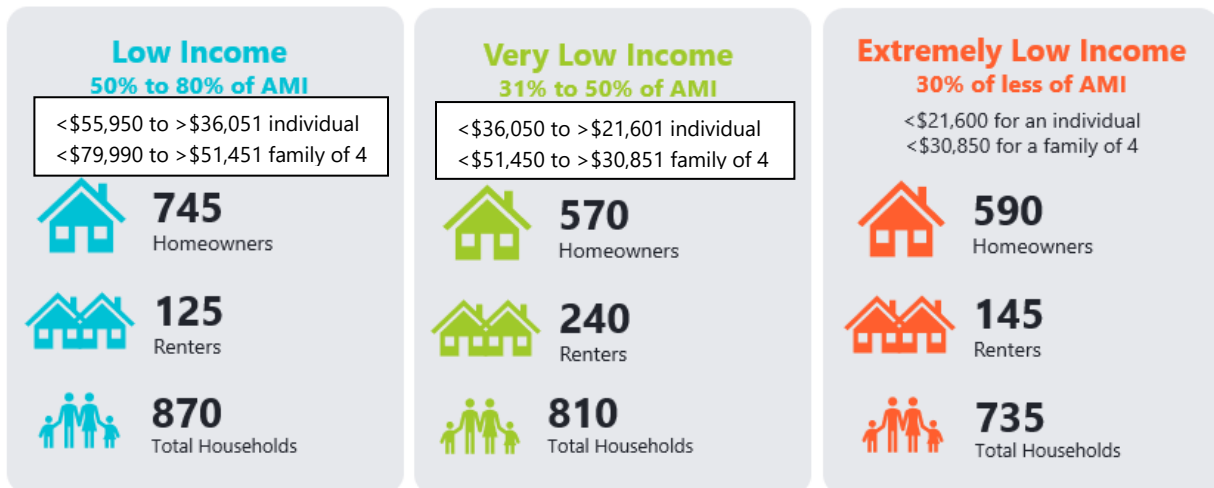 Low Income
50% to 80% of AMI
<$55,950 to >$36,051 individual
<$79,990 to >$51,451 family of 4
745
Homeowners
125
Renters
870
Total Households
Very Low Income
31% to 50% of AMI
<$36,050 to >$21,601 individual
<$51,450 to >$30,851 family of 4
570
Homeowners
240
Renters
810
Total Households
Extremely Low Income
30% of less of AMI
<$21,600 for an individual
<$30,850 for a family of 4
590
Homeowners
145
Renters
735
Total Households